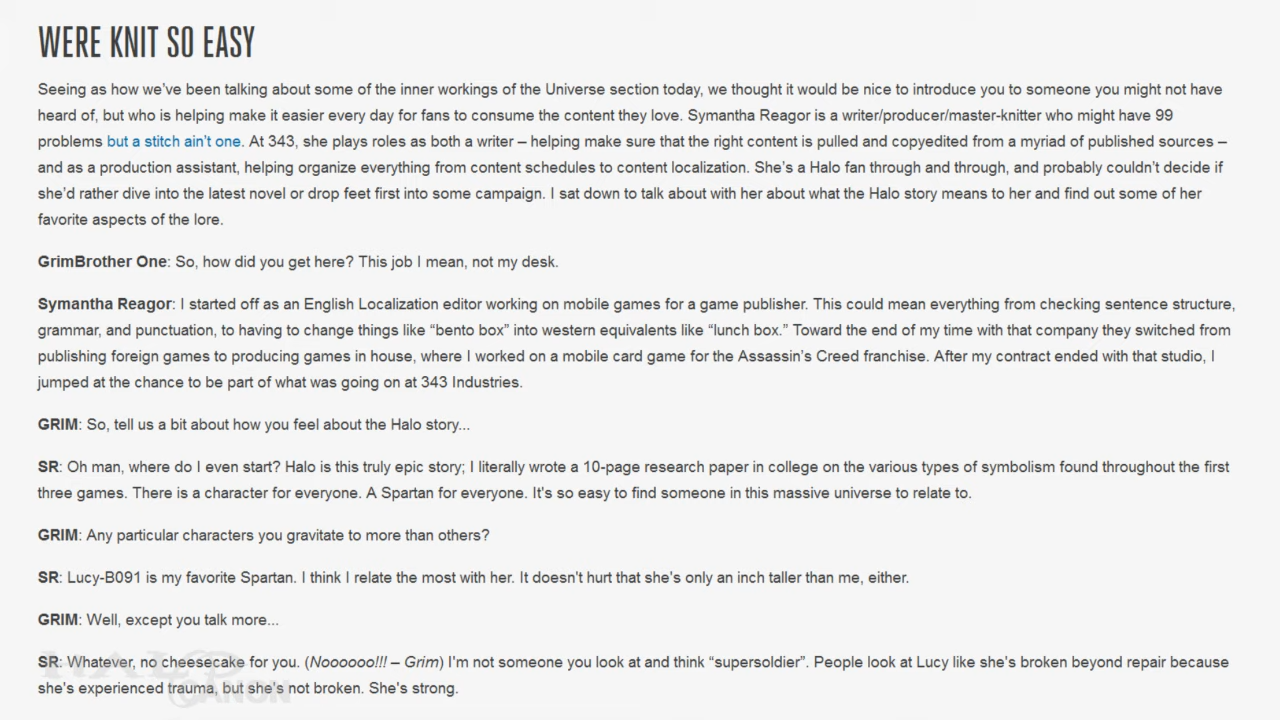 WERE KNIT SO EASY
Seeing as how we've been talking about some of the inner workings of the Universe section today, we thought it would be nice to introduce you to someone you might not have
heard of, but who is helping make it easier every day for fans to consume the content they love. Symantha Reagor is a writer/producer/master-knitter who might have 99
problems but a stitch ain't one. At 343, she plays roles as both a writer – helping make sure that the right content is pulled and copyedited from a myriad of published sources –
and as a production assistant, helping organize everything from content schedules to content localization. She's a Halo fan through and through, and probably couldn't decide if
she'd rather dive into the latest novel or drop feet first into some campaign. I sat down to talk about with her about what the Halo story means to her and find out some of her
favorite aspects of the lore.
GrimBrother One: So, how did you get here? This job I mean, not my desk.
Symantha Reagor: I started off as an English Localization editor working on mobile games for a game publisher. This could mean everything from checking sentence structure,
grammar, and punctuation, to having to change things like “bento box” into western equivalents like “lunch box.” Toward the end of my time with that company they switched from
publishing foreign games to producing games in house, where I worked on a mobile card game for the Assassin's Creed franchise. After my contract ended with that studio, I
jumped at the chance to be part of what was going on at 343 Industries.
GRIM: So, tell us a bit about how you feel about the Halo story...
SR: Oh man, where do I even start? Halo is this truly epic story; I literally wrote a 10-page research paper in college on the various types of symbolism found throughout the first
three games. There is a character for everyone. A Spartan for everyone. It's so easy to find someone in this massive universe to relate to.
GRIM: Any particular characters you gravitate to more than others?
SR: Lucy-B091 is my favorite Spartan. I think I relate the most with her. It doesn't hurt that she's only an inch taller than me, either.
GRIM: Well, except you talk more...
SR: Whatever, no cheesecake for you. (Noooooo!!! – Grim) I'm not someone you look at and think “supersoldier”. People look at Lucy like she's broken beyond repair because
she's experienced trauma, but she's not broken. She's strong.
HALO
CANON